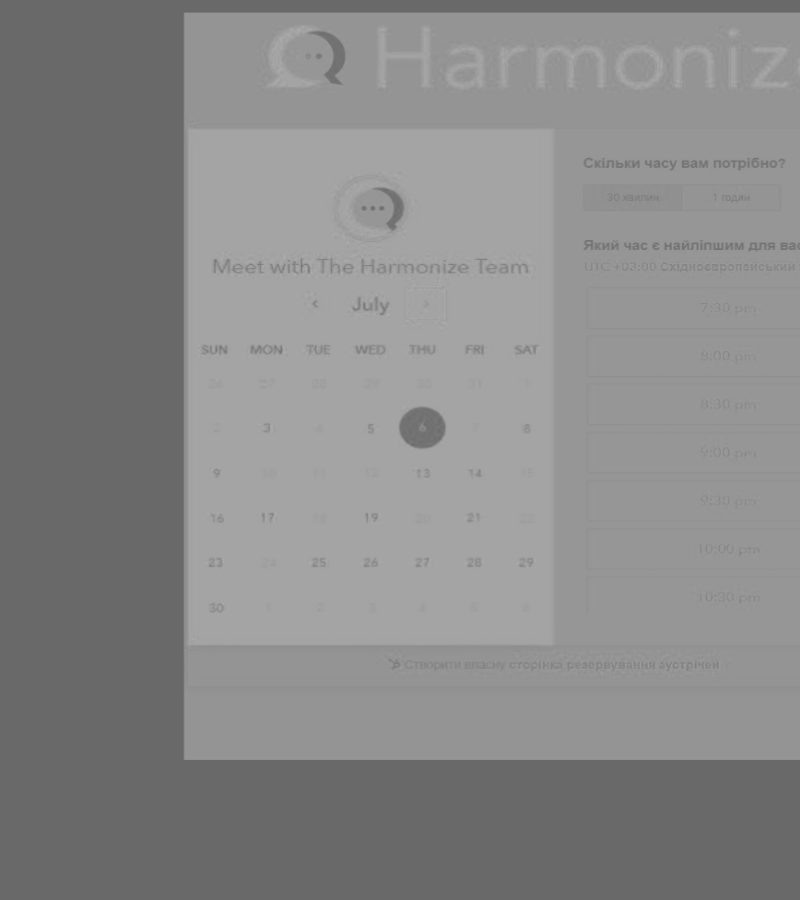 Harmonize
Meet with The Harmonize Team
‹ July ›
SUN MON TUE WED THU FRI SAT
26 27 28 29 30 31 1
2 3 4 5 6 7 8
9 10 11 12 13 14 15
16 17 18 19 20 21 22
23 24 25 26 27 28 29
30 1 2 3 4 5 6
Скільки часу вам потрібно?
30 хвилин 1 годин
Який час є найліпшим для
UTC +03:00 Східноєвропейський
7:30 pm
8:00 pm
8:30 pm
9:00 pm
9:30 pm
10:00 pm
10:30 pm
Створити власну сторінка резервування зустрічей